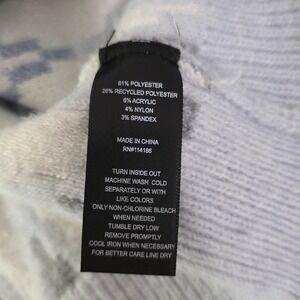 61% POLYESTER
26% RECYCLED POLYESTER
6% ACRYLIC
4% NYLON
3% SPANDEX
MADE IN CHINA
RN#114186
TURN INSIDE OUT
MACHINE WASH COLD
SEPARATELY OR WITH
LIKE COLORS
ONLY NON-CHLORINE BLEACH
WHEN NEEDED
TUMBLE DRY LOW
REMOVE PROMPTLY
COOL IRON WHEN NECESSARY
FOR BETTER CARE LINE DRY